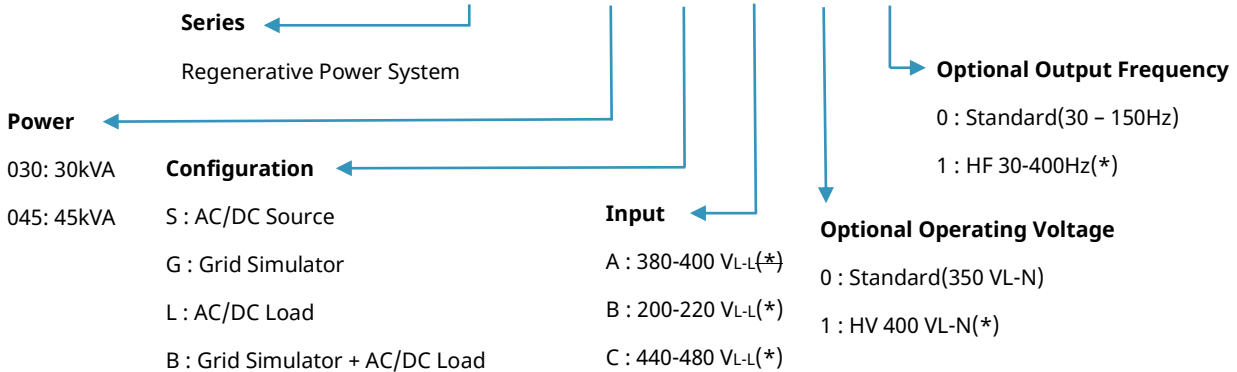 Series
Regenerative Power System
Power
030: 30kVA
045: 45kVA
Configuration
S : AC/DC Source
G : Grid Simulator
L : AC/DC Load
B : Grid Simulator + AC/DC Load
Input
A : 380-400 VL-L(*)
B : 200-220 VL-L(*)
C : 440-480 VL-L(*)
Optional Operating Voltage
0 : Standard(350 VL-N)
1 : HV 400 VL-N(*)
Optional Output Frequency
0 : Standard(30 – 150Hz)
1 : HF 30-400Hz(*)